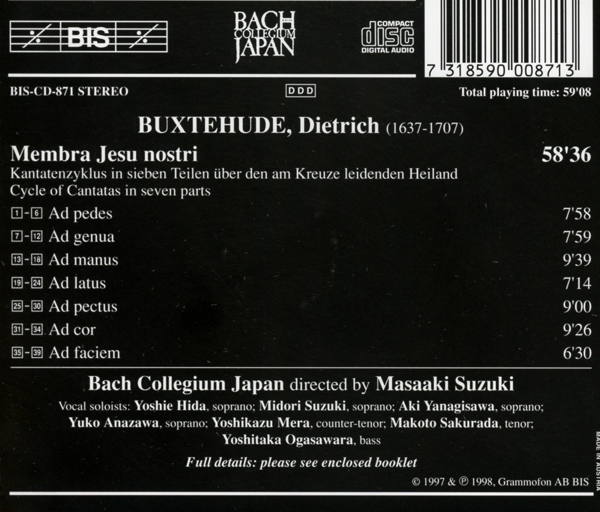 BIS
BACH
COLLEGIUM
JAPAN
COMPACT
disc
DIGITAL AUDIO
7 318590 008713
BIS-CD-871 STEREO
DDD
Total playing time: 59'08
BUXTEHUDE, Dietrich (1637-1707)
Membra Jesu nostri 58'36
Kantatenzyklus in sieben Teilen über den am Kreuze leidenden Heiland
Cycle of Cantatas in seven parts
1-6 Ad pedes 7'58
7-12 Ad genua 7'59
13-18 Ad manus 9'39
19-24 Ad latus 7'14
25-30 Ad pectus 9'00
31-34 Ad cor 9'26
35-39 Ad faciem 6'30
Bach Collegium Japan directed by Masaaki Suzuki
Vocal soloists: Yoshie Hida, soprano; Midori Suzuki, soprano; Aki Yanagisawa, soprano;
Yuko Anazawa, soprano; Yoshikazu Mera, counter-tenor; Makoto Sakurada, tenor;
Yoshitaka Ogasawara, bass
Full details: please see enclosed booklet
© 1997 & ℗ 1998, Grammofon AB BIS
MADE IN AUSTRIA